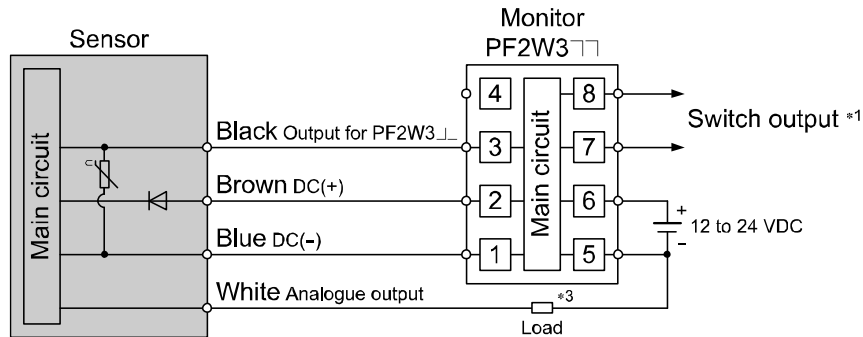 Monitor
PF2W3□□
Sensor
Main circuit
Black Output for PF2W3□□
Brown DC(+)
Blue DC(-)
White Analogue output
4
3
2
1
Main circuit
8
7
6
5
Switch output *1
+
12 to 24 VDC
-
*3
Load